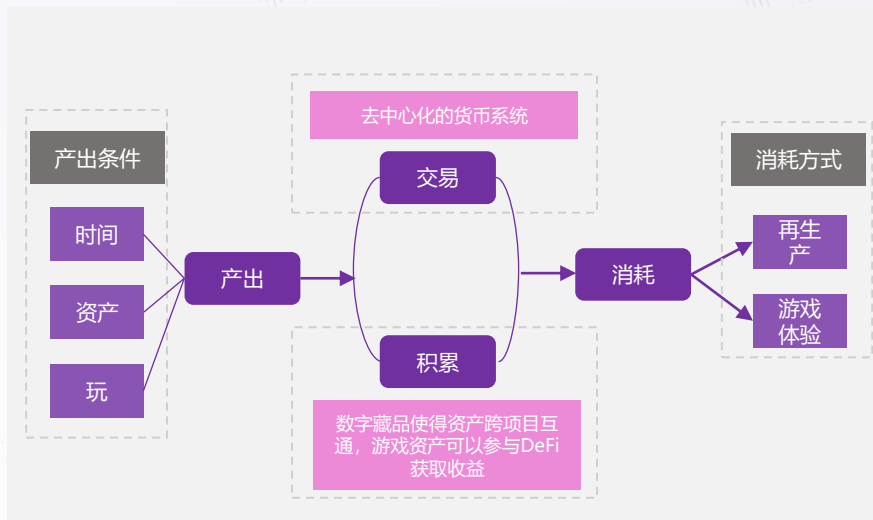 去中心化的货币系统
交易
产出条件
时间
资产
玩
产出
消耗
消耗方式
再生
产
游戏
体验
积累
数字藏品使得资产跨项目互
通，游戏资产可以参与DeFi
获取收益